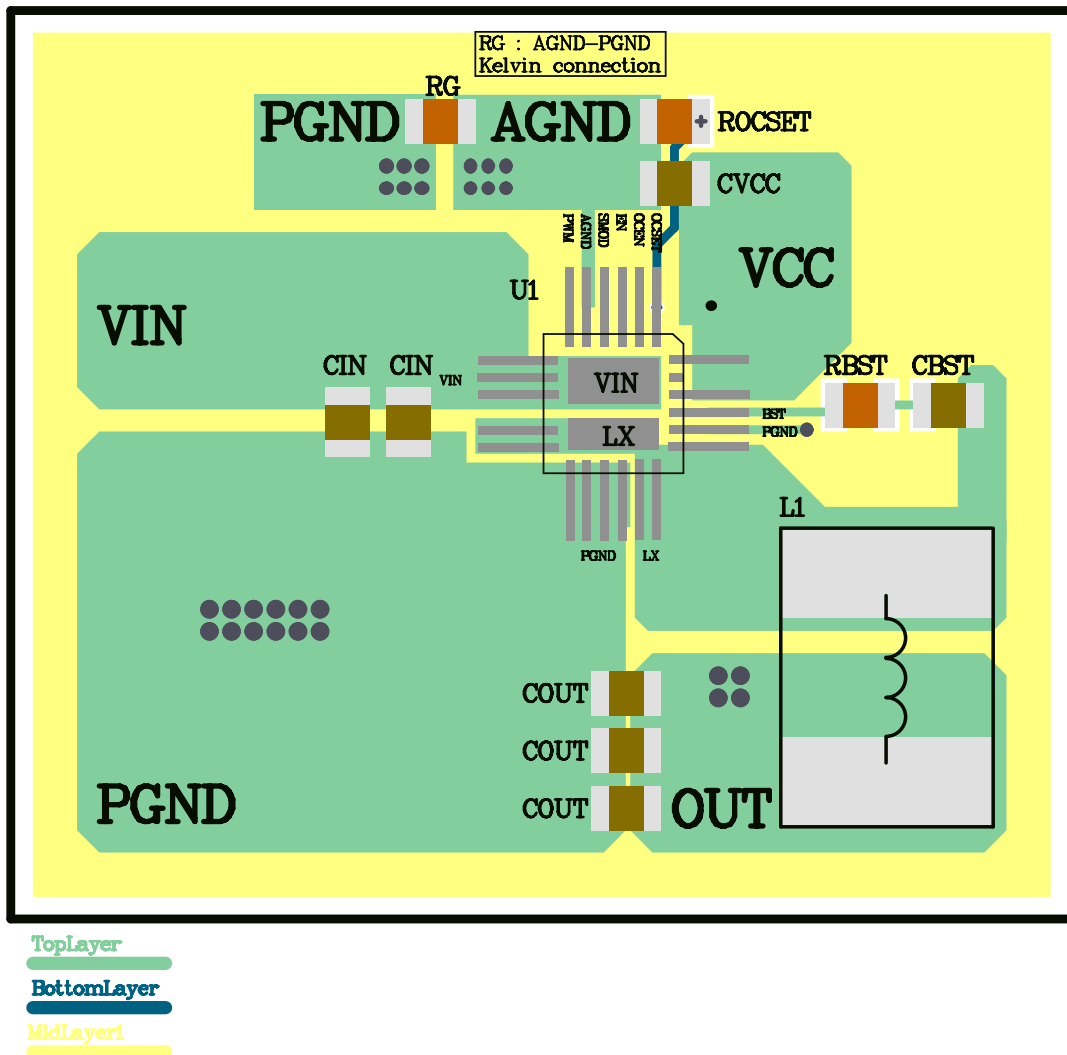 RG : AGND-PGND
Kelvin connection
RG
PGND
AGND
ROCSET
CVCC
PWM
AGND
SMOD
EN
OCEN
OCSET
VCC
U1
VIN
CIN
CIN
VIN
VIN
RBST
CBST
BST
PGND
LX
L1
PGND
LX
COUT
COUT
COUT
PGND
OUT
TopLayer
BottomLayer
MidLayer1